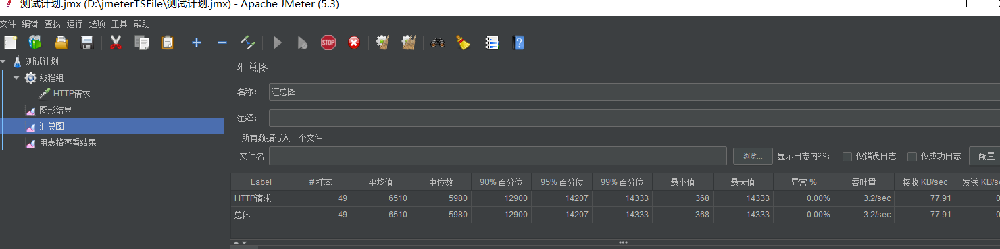 测试计划.jmx (D:\jmeterTSFile\测试计划.jmx) - Apache JMeter (5.3)
文件 编辑 查找 运行 选项 工具 帮助
STOP
测试计划
线程组
HTTP请求
图形结果
汇总图
用表格察看结果
汇总图
名称： 汇总图
注释：
所有数据写入一个文件
文件名 浏览... 显示日志内容： 仅错误日志 仅成功日志 配置
Label # 样本 平均值 中位数 90% 百分位 95% 百分位 99% 百分位 最小值 最大值 异常 % 吞吐量 接收 KB/sec 发送 KB/se
HTTP请求 49 6510 5980 12900 14207 14333 368 14333 0.00% 3.2/sec 77.91
总体 49 6510 5980 12900 14207 14333 368 14333 0.00% 3.2/sec 77.91